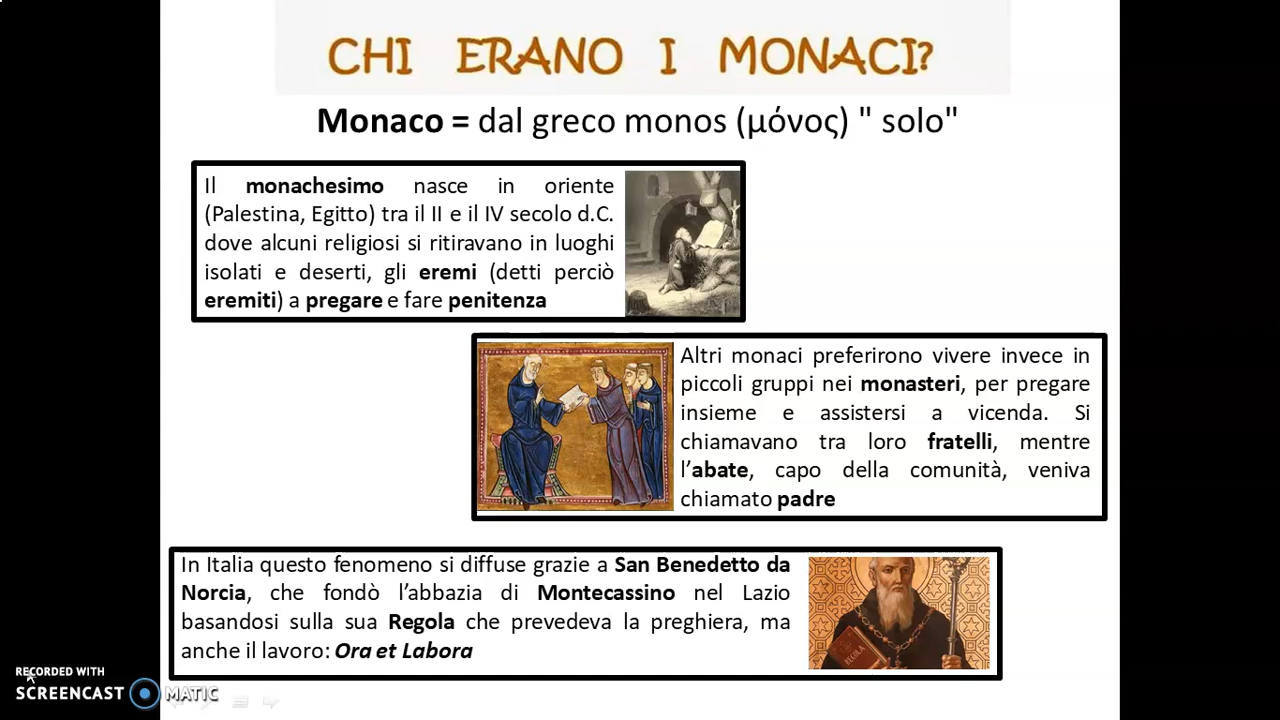 CHI ERANO I MONACI?
Monaco = dal greco monos (μόνος) " solo"
Il monachesimo nasce in oriente
(Palestina, Egitto) tra il II e il IV secolo d.C.
dove alcuni religiosi si ritiravano in luoghi
isolati e deserti, gli eremi (detti perciò
eremiti) a pregare e fare penitenza
Altri monaci preferirono vivere invece in
piccoli gruppi nei monasteri, per pregare
insieme e assistersi a vicenda. Si
chiamavano tra loro fratelli, mentre
l’abate, capo della comunità, veniva
chiamato padre
In Italia questo fenomeno si diffuse grazie a San Benedetto da
Norcia, che fondò l’abbazia di Montecassino nel Lazio
basandosi sulla sua Regola che prevedeva la preghiera, ma
anche il lavoro: Ora et Labora
REGOLA
RECORDED WITH
SCREENCAST MATIC